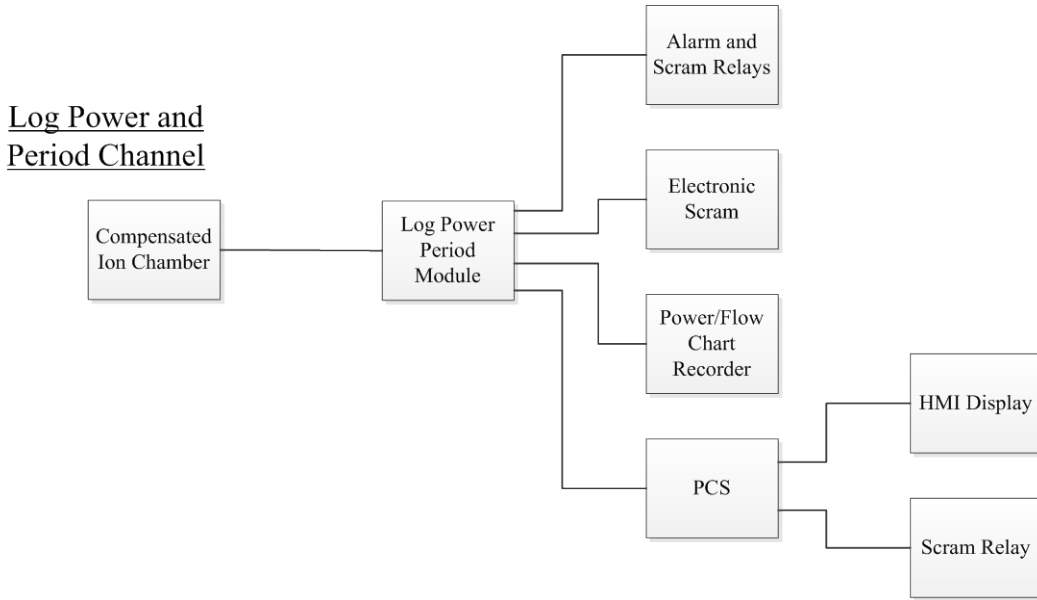 Log Power and
Period Channel
Compensated
Ion Chamber
Log Power
Period
Module
Alarm and
Scram Relays
Electronic
Scram
Power/Flow
Chart
Recorder
PCS
HMI Display
Scram Relay